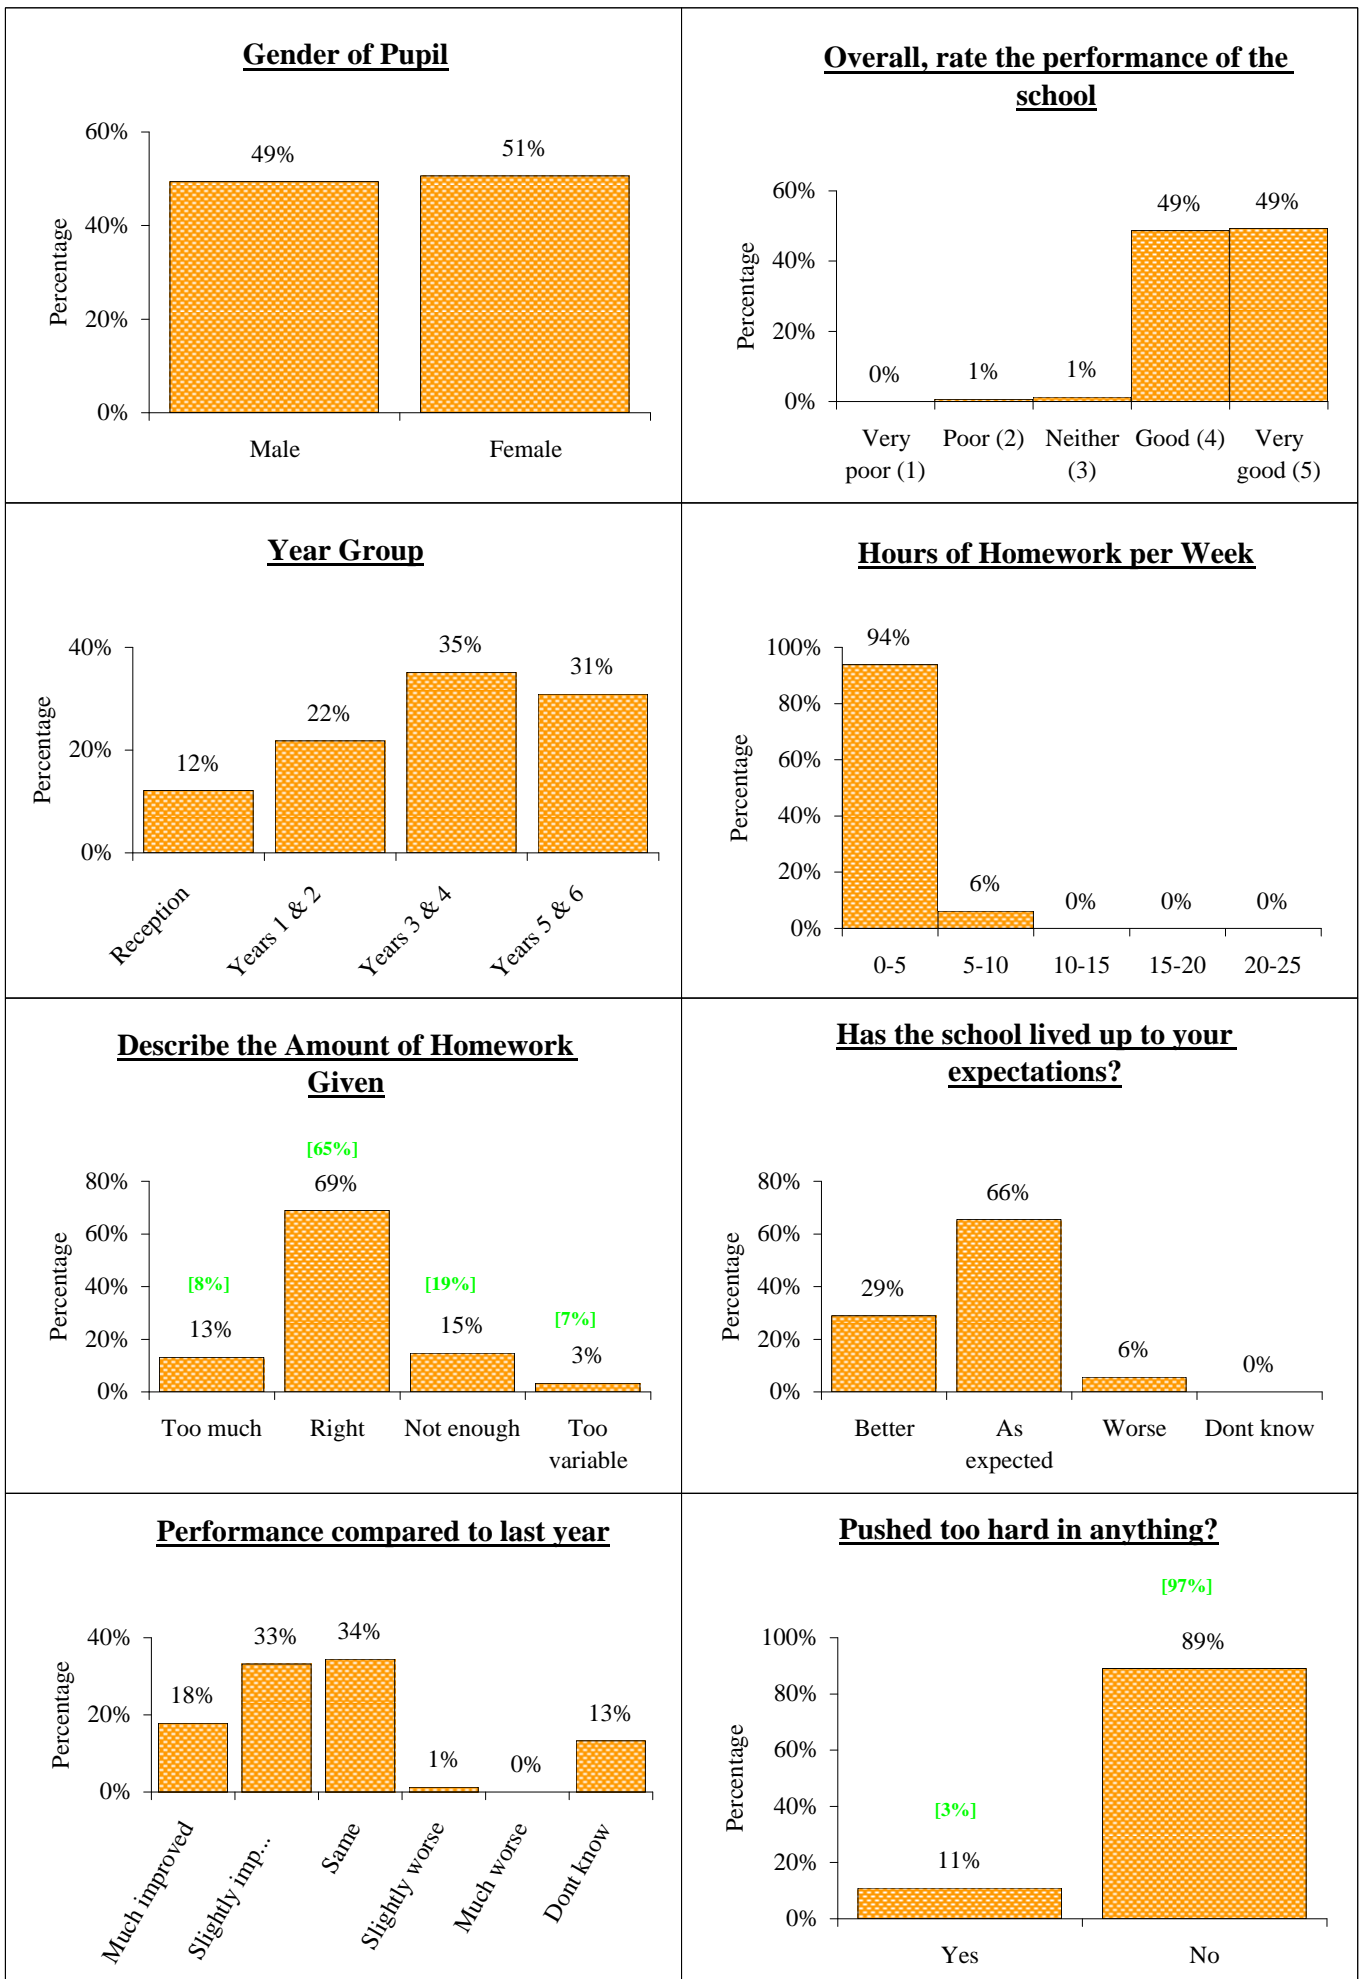 Gender of Pupil
60%
40%
20%
0%
Percentage
49%
51%
Male
Female
Overall, rate the performance of the
school
60%
40%
20%
0%
Percentage
0%
1%
1%
49%
49%
Very
poor (1)
Poor (2)
Neither
(3)
Good (4)
Very
good (5)
Year Group
40%
20%
0%
Percentage
12%
22%
35%
31%
Reception
Years 1 & 2
Years 3 & 4
Years 5 & 6
Hours of Homework per Week
100%
80%
60%
40%
20%
0%
Percentage
94%
6%
0%
0%
0%
0-5
5-10
10-15
15-20
20-25
Describe the Amount of Homework
Given
80%
60%
40%
20%
0%
Percentage
[8%]
13%
[65%]
69%
[19%]
15%
[7%]
3%
Too much
Right
Not enough
Too
variable
Has the school lived up to your
expectations?
80%
60%
40%
20%
0%
Percentage
29%
66%
6%
0%
Better
As
expected
Worse
Dont know
Performance compared to last year
40%
20%
0%
Percentage
18%
33%
34%
1%
0%
13%
Much improved
Slightly imp...
Same
Slightly worse
Much worse
Dont know
Pushed too hard in anything?
100%
80%
60%
40%
20%
0%
Percentage
[3%]
11%
[97%]
89%
Yes
No